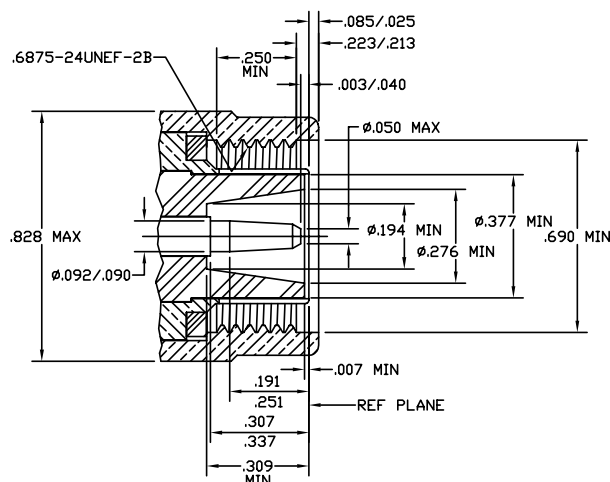 .085/.025
.223/.213
.6875-24UNEF-2B
.250
MIN
.003/.040
Ø.050 MAX
Ø.377 MIN
.828 MAX
Ø.194 MIN
.690 MIN
Ø.276 MIN
Ø.092/.090
.007 MIN
.191
.251
REF PLANE
.307
.337
.309
MIN